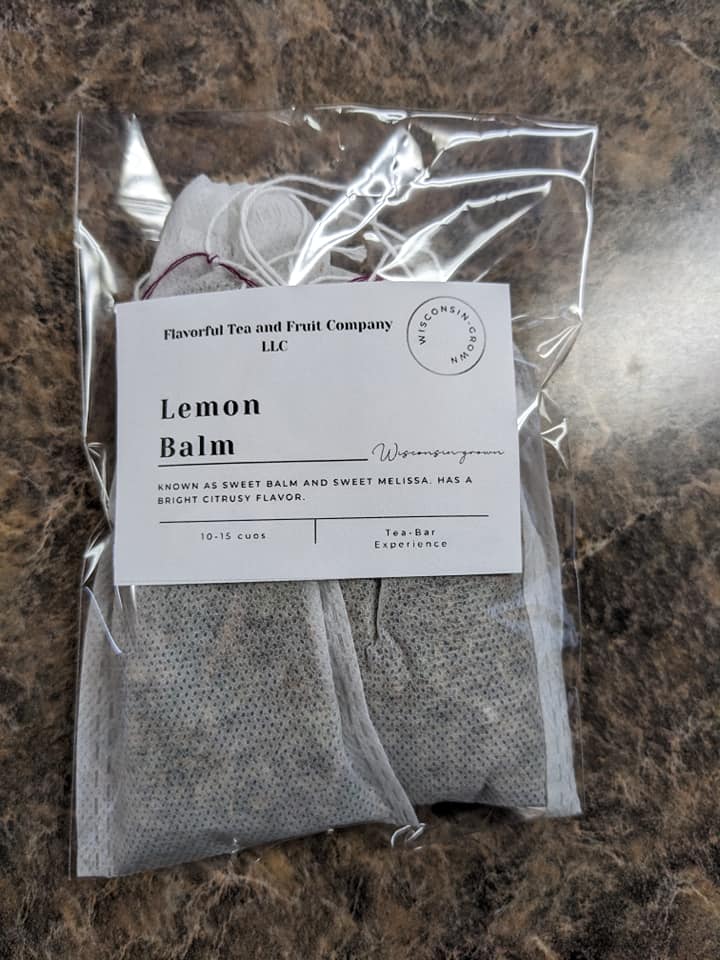 Flavorful Tea and Fruit Company
LLC
WISCONSIN-GROWN
Lemon
Balm
Wisconsin-grown
KNOWN AS SWEET BALM AND SWEET MELISSA. HAS A
BRIGHT CITRUSY FLAVOR.
10-15 cups
Tea-Bar
Experience